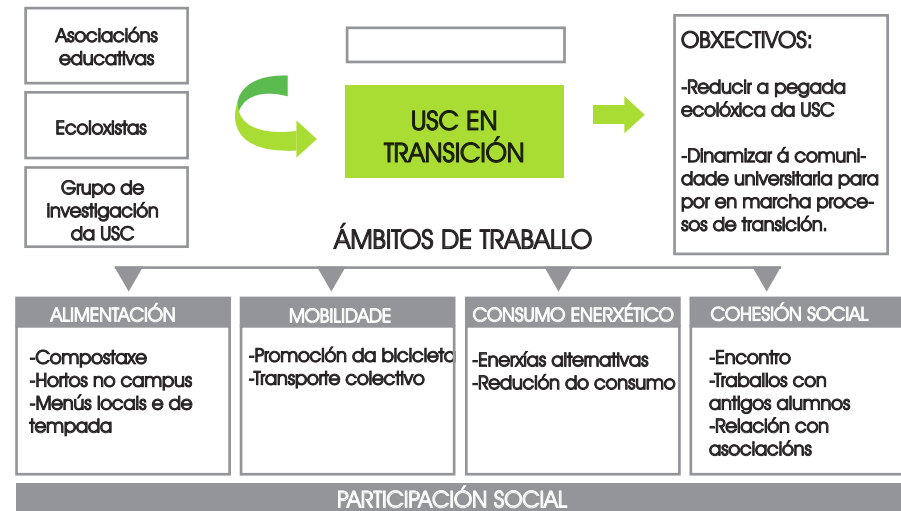 Asociacións
educativas
Ecoloxistas
Grupo de
investigación
da USC
USC EN
TRANSICIÓN
OBXECTIVOS:
-Reducir a pegada
ecolóxica da USC
-Dinamizar á comuni-
dade universitaria para
por en marcha proce-
sos de transición.
ÁMBITOS DE TRABALLO
ALIMENTACIÓN
-Compostaxe
-Hortos no campus
-Menús locais e de
tempada
MOBILIDADE
-Promoción da bicicleta
-Transporte colectivo
CONSUMO ENERXÉTICO
-Enerxías alternativas
-Redución do consumo
COHESIÓN SOCIAL
-Encontro
-Traballos con
antigos alumnos
-Relación con
asociacións
PARTICIPACIÓN SOCIAL